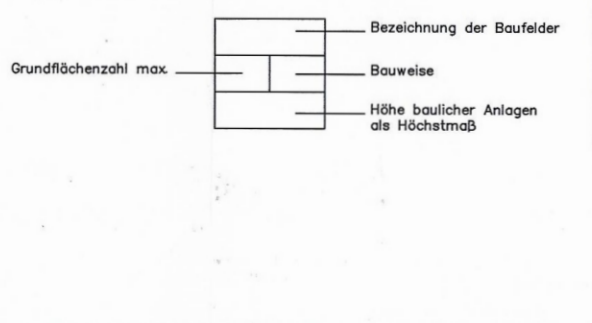 Bezeichnung der Baufelder
Grundflächenzahl max.
Bauweise
Höhe baulicher Anlagen
als Höchstmaß